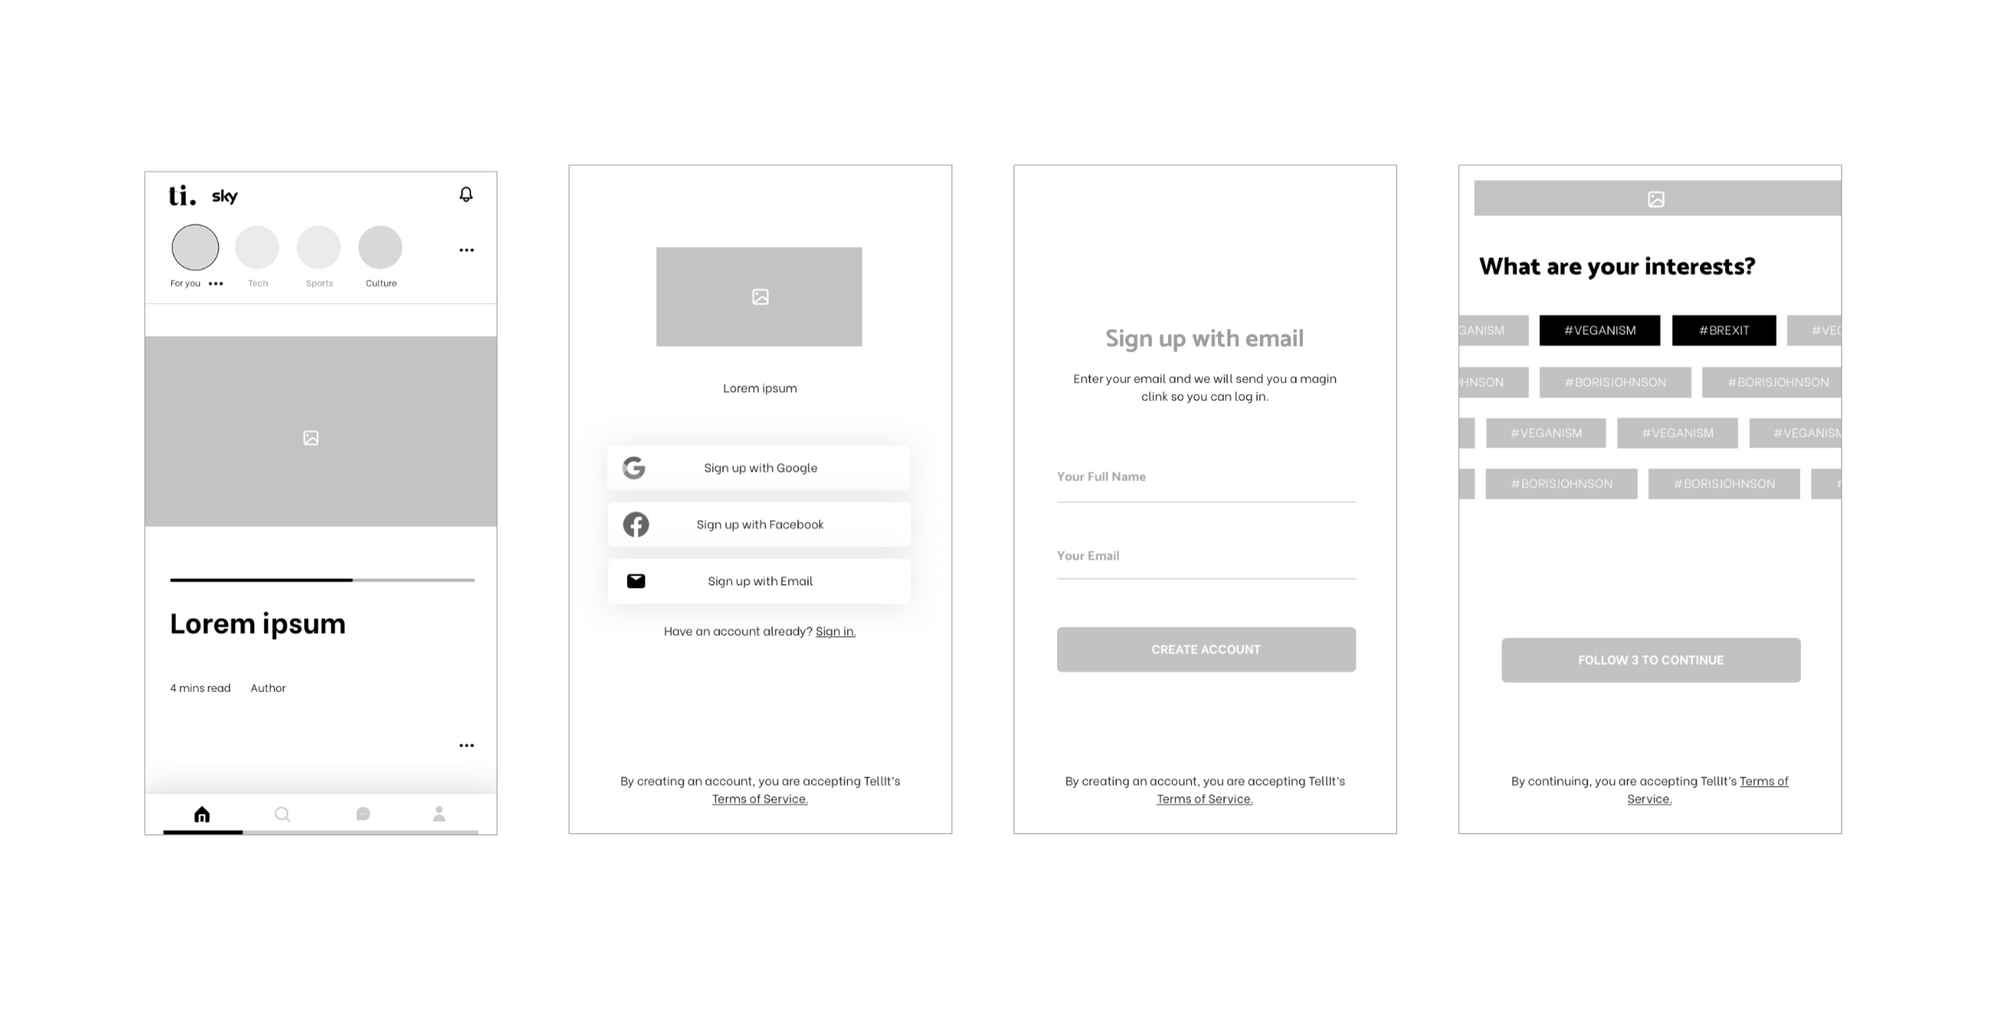 ti. sky
For you
Tech
Sports
Culture
Lorem ipsum
4 mins read
Author
Lorem ipsum
Sign up with Google
Sign up with Facebook
Sign up with Email
Have an account already? Sign in.
By creating an account, you are accepting TellIt's
Terms of Service.
Sign up with email
Enter your email and we will send you a magin
clink so you can log in.
Your Full Name
Your Email
CREATE ACCOUNT
By creating an account, you are accepting TellIt's
Terms of Service.
What are your interests?
GANISM #VEGANISM #BREXIT #VEG
HNSON #BORISJOHNSON #BORISJOHNSON
#VEGANISM #VEGANISM #VEGANISM
#BORISJOHNSON #BORISJOHNSON #
FOLLOW 3 TO CONTINUE
By continuing, you are accepting TellIt's Terms of
Service.